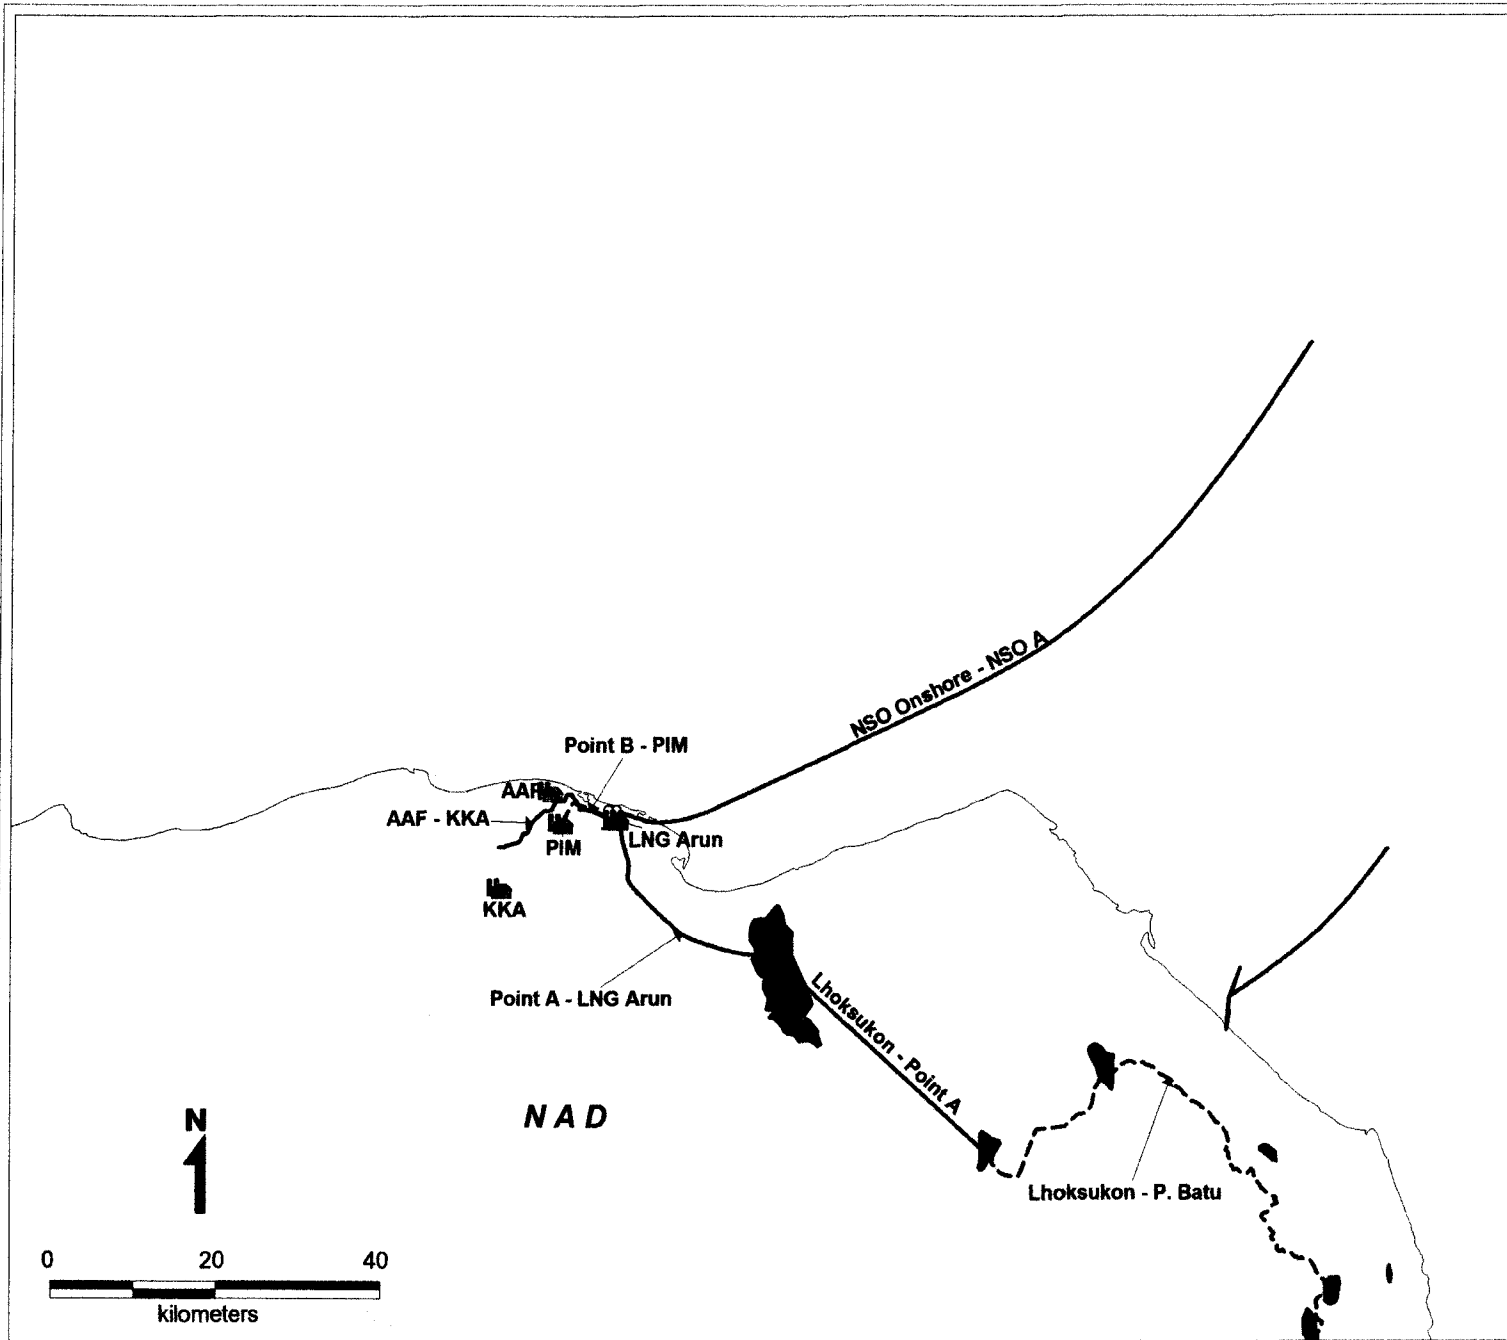 NSO Onshore - NSO A
Point B - PIM
AAF
AAF - KKA
PIM
LNG Arun
KKA
Point A - LNG Arun
Lhoksukon - Point A
NAD
N
Lhoksukon - P. Batu
0 20 40
kilometers